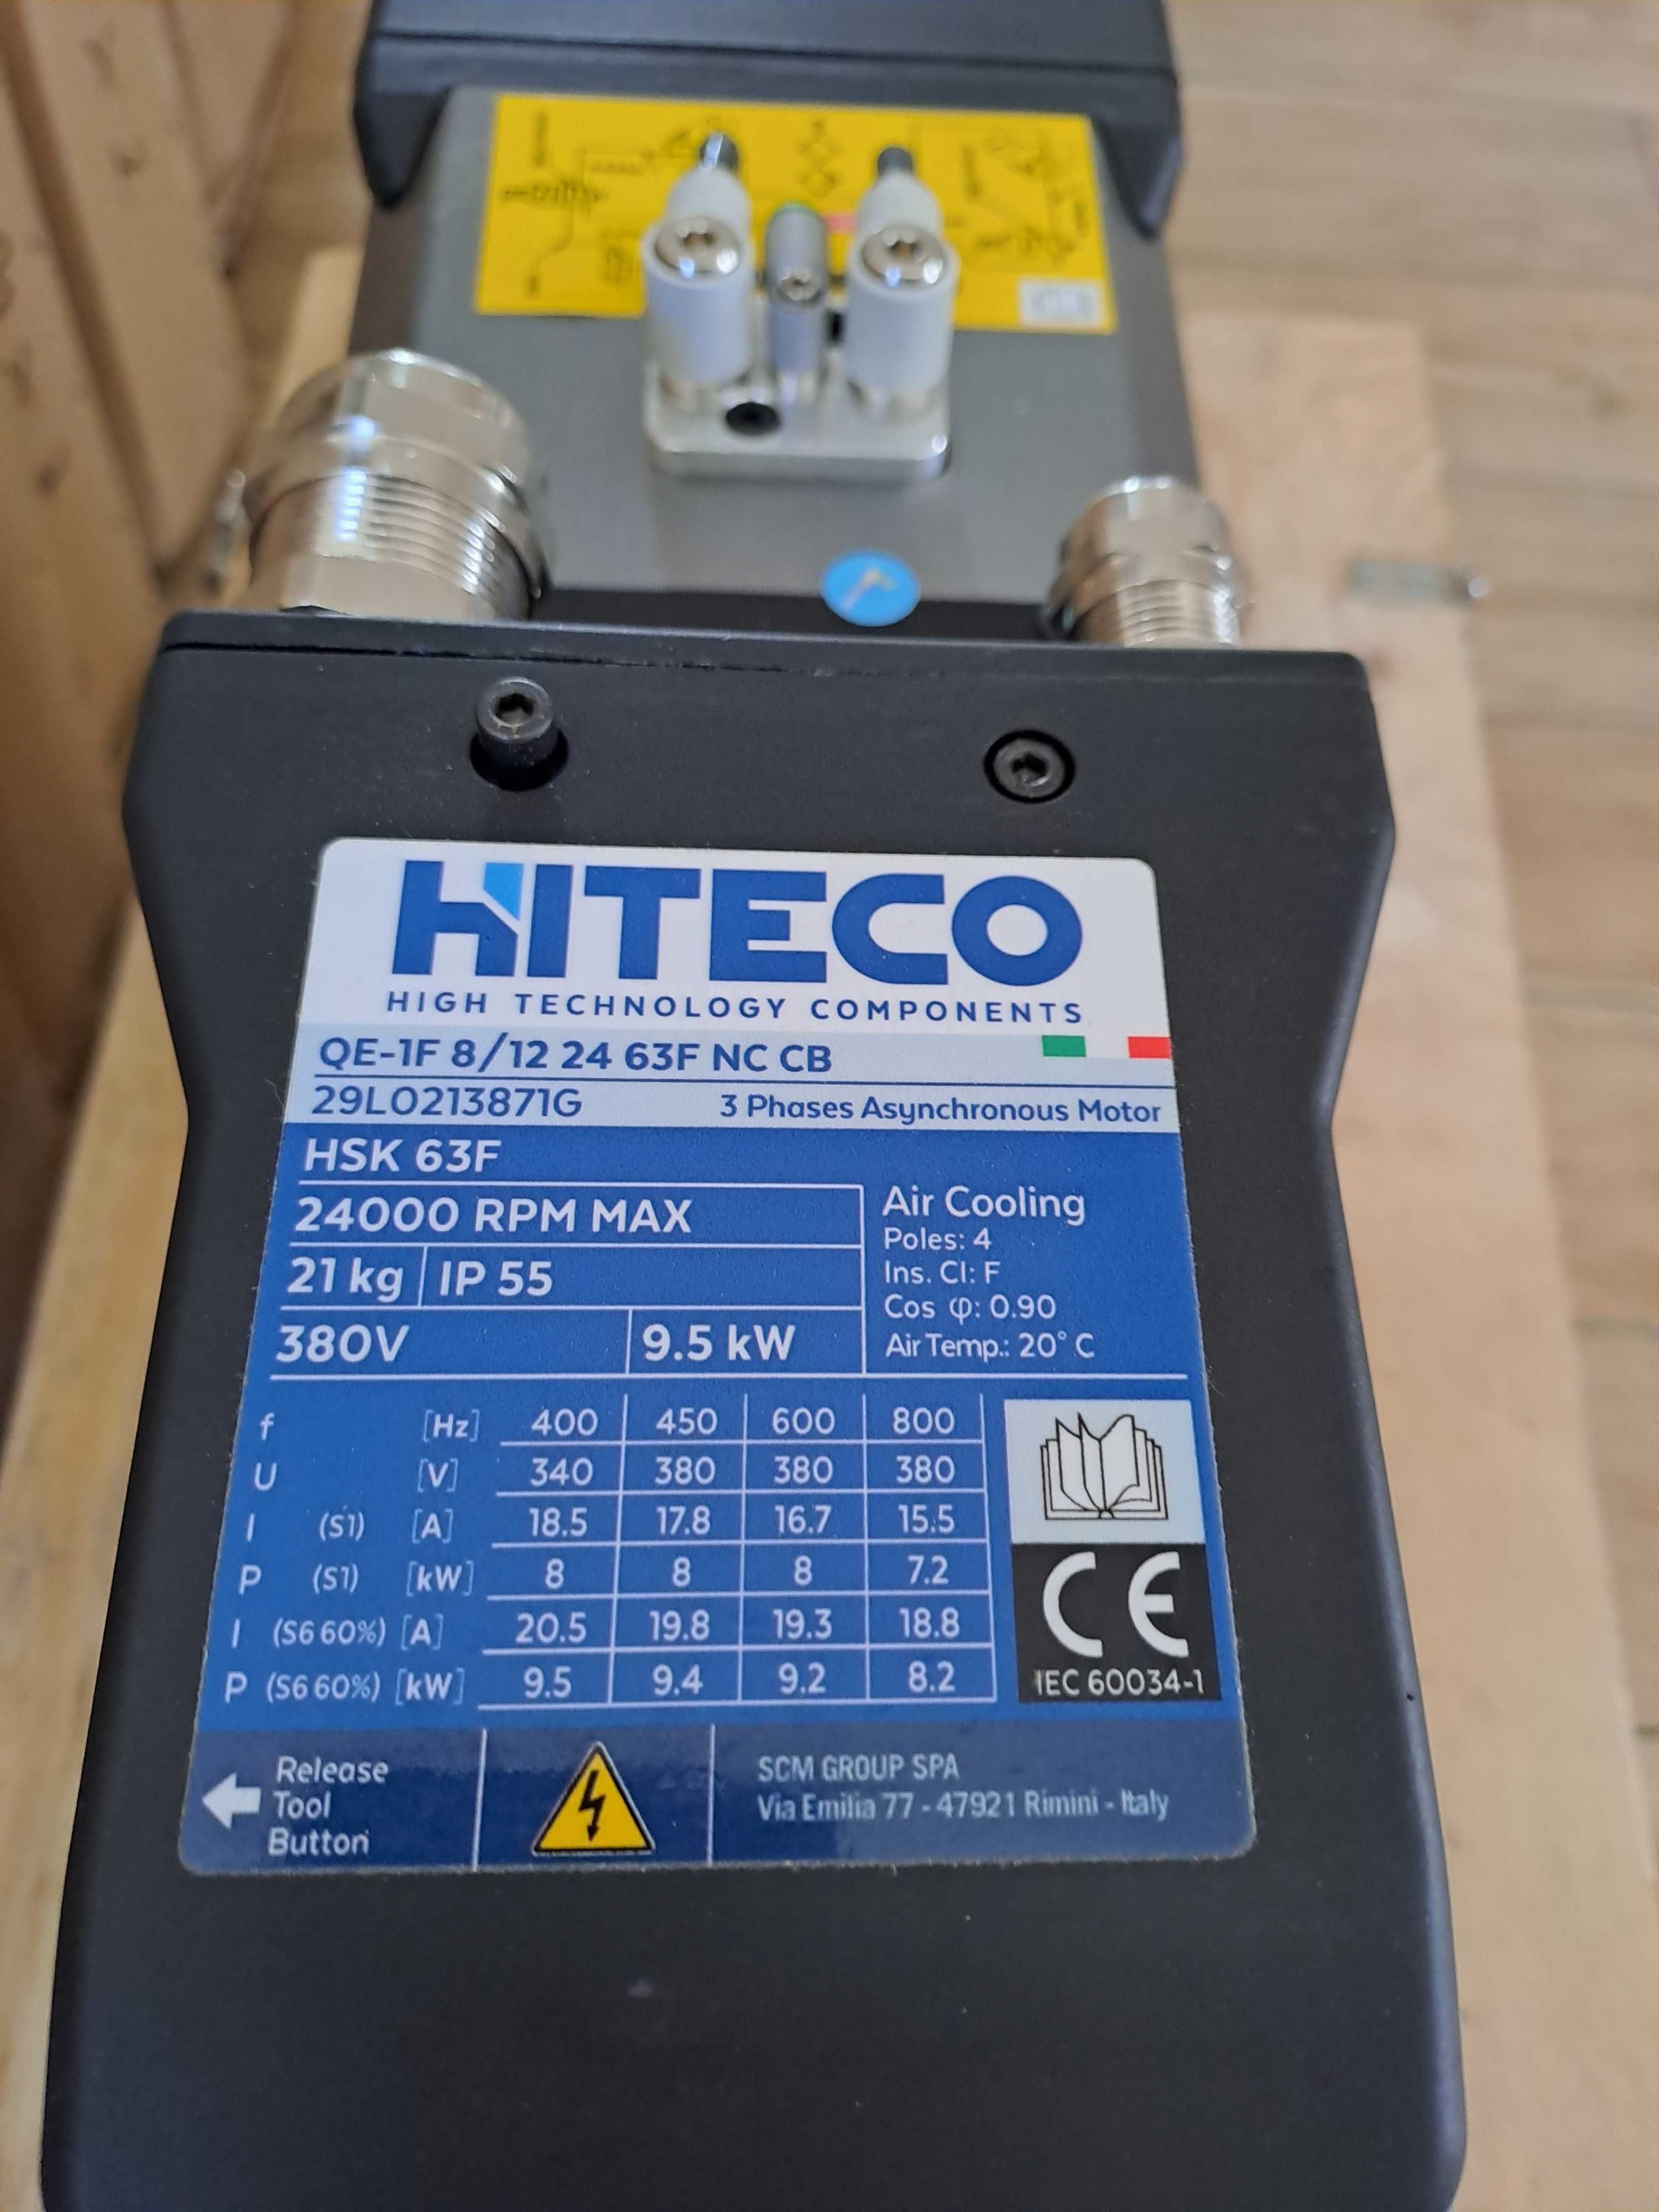 HITECO
HIGH TECHNOLOGY COMPONENTS
QE-1F 8/12 24 63F NC CB
29L0213871G 3 Phases Asynchronous Motor
HSK 63F
24000 RPM MAX
21 kg IP 55
380V 9.5 kW
Air Cooling
Poles: 4
Ins. Cl: F
Cos φ: 0.90
Air Temp.: 20° C
f [Hz] 400 450 600 800
U [V] 340 380 380 380
I (S1) [A] 18.5 17.8 16.7 15.5
P (S1) [kW] 8 8 8 7.2
I (S6 60%) [A] 20.5 19.8 19.3 18.8
P (S6 60%) [kW] 9.5 9.4 9.2 8.2
CE
IEC 60034-1
Release
Tool
Button
SCM GROUP SPA
Via Emilia 77 - 47921 Rimini - Italy